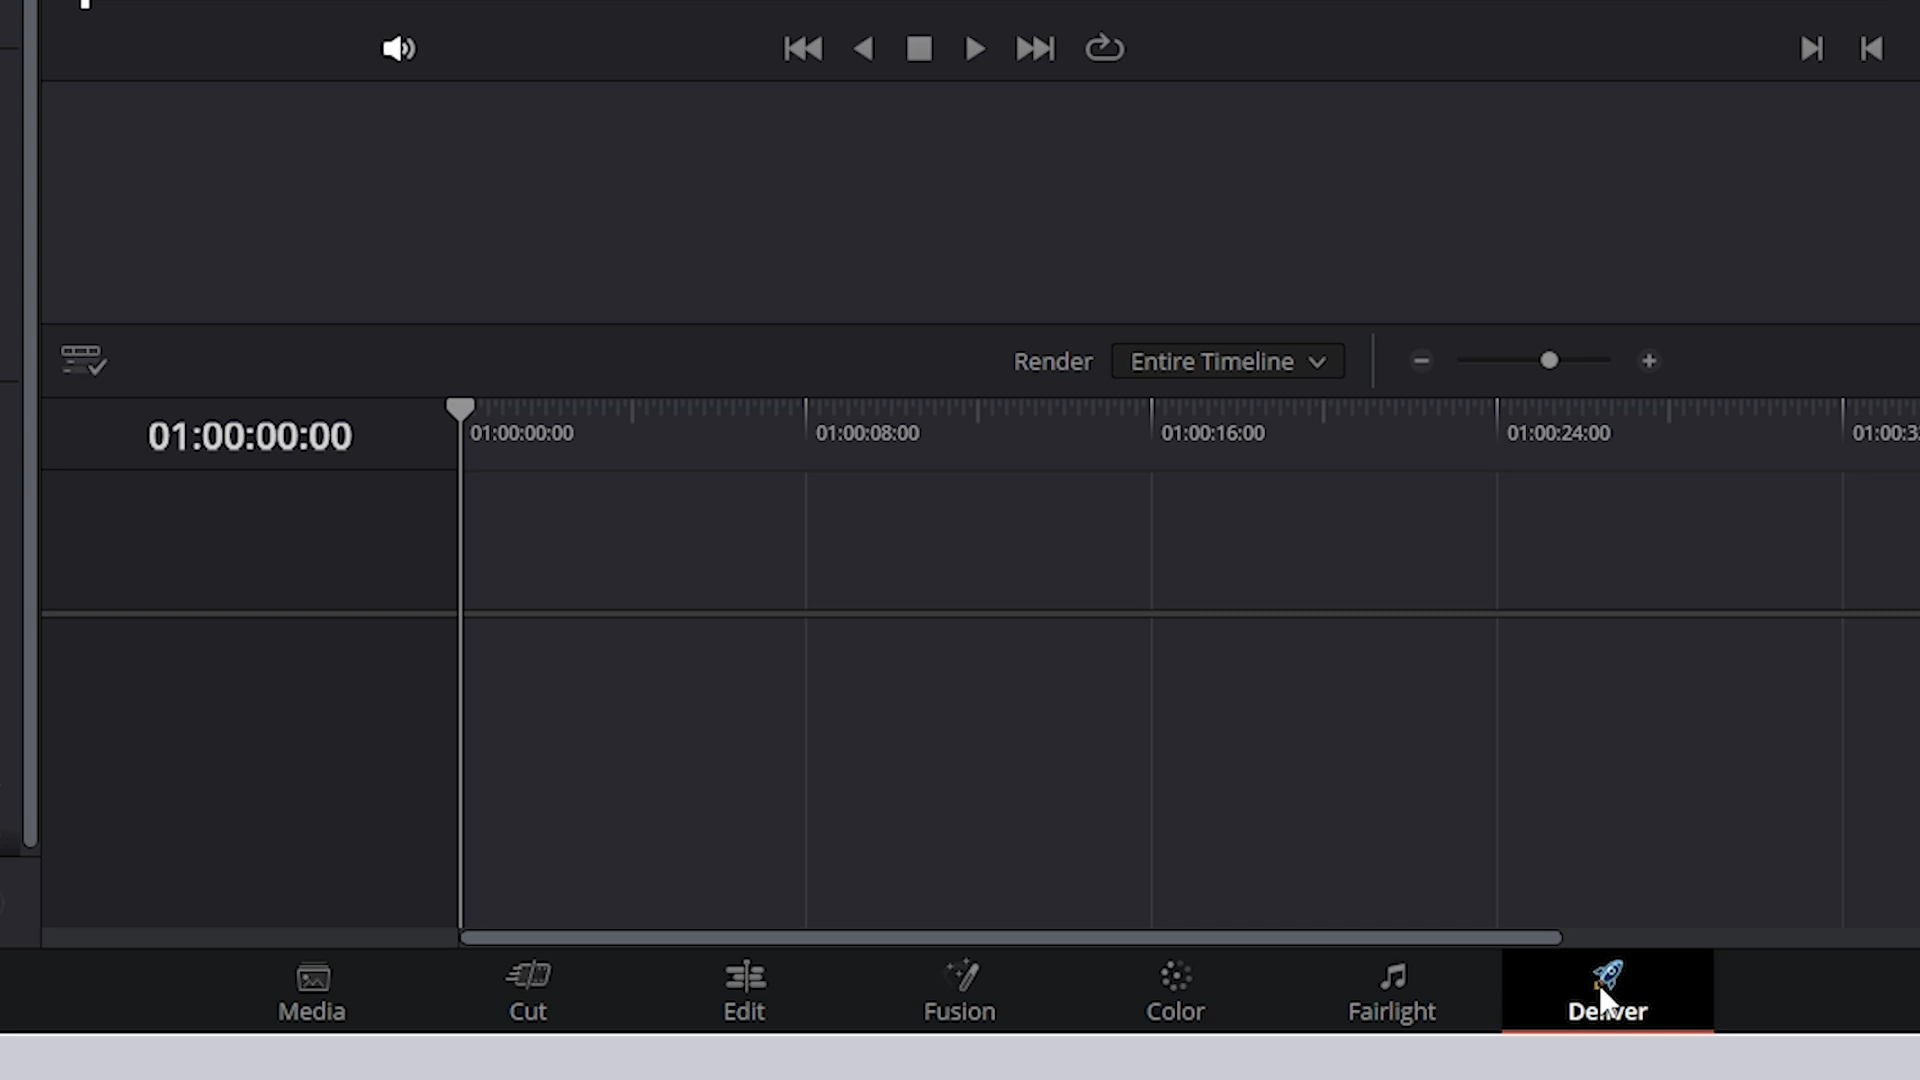 Render Entire Timeline
01:00:00:00
01:00:00:00 01:00:08:00 01:00:16:00 01:00:24:00 01:00:3
Media Cut Edit Fusion Color Fairlight Deliver